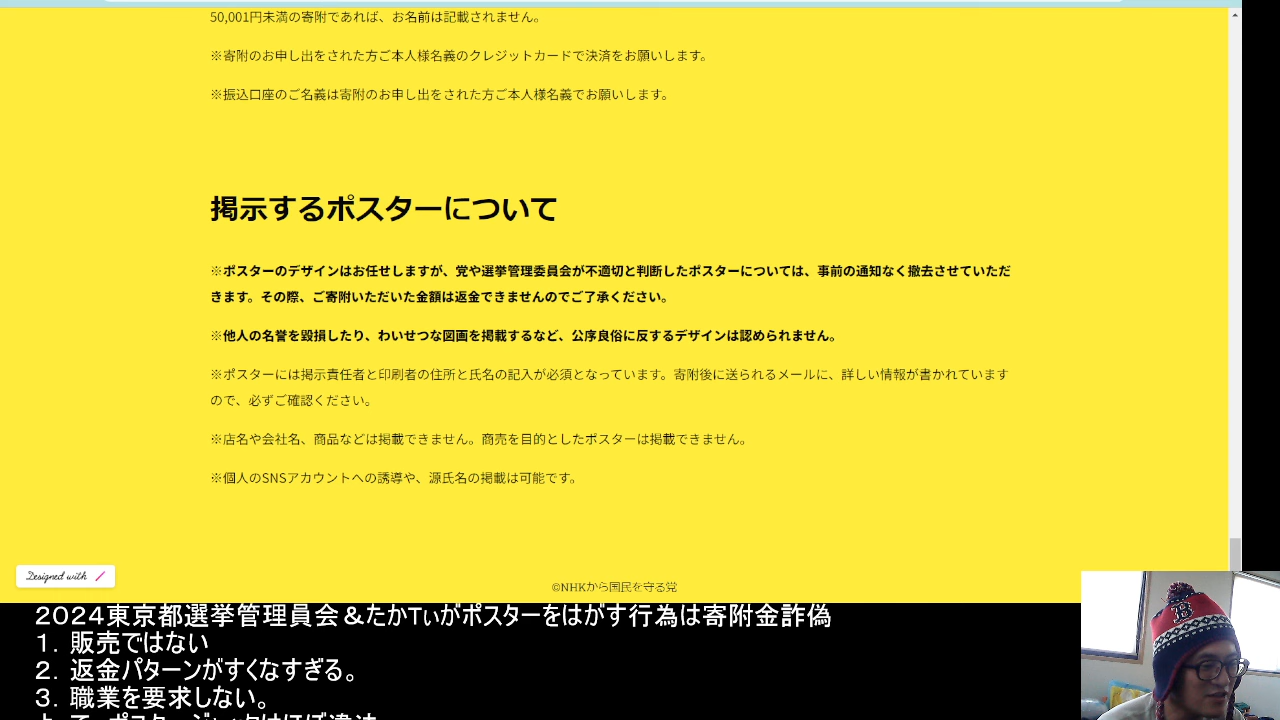 50,001円未満の寄附であれば、お名前は記載されません。
※寄附のお申し出をされた方ご本人様名義のクレジットカードで決済をお願いします。
※振込口座のご名義は寄附のお申し出をされた方ご本人様名義でお願いします。
掲示するポスターについて
※ポスターのデザインはお任せしますが、党や選挙管理委員会が不適切と判断したポスターについては、事前の通知なく撤去させていただ
きます。その際、ご寄附いただいた金額は返金できませんのでご了承ください。
※他人の名誉を毀損したり、わいせつな図画を掲載するなど、公序良俗に反するデザインは認められません。
※ポスターには掲示責任者と印刷者の住所と氏名の記入が必須となっています。寄附後に送られるメールに、詳しい情報が書かれています
ので、必ずご確認ください。
※店名や会社名、商品などは掲載できません。商売を目的としたポスターは掲載できません。
※個人のSNSアカウントへの誘導や、源氏名の掲載は可能です。
Designed with
©NHKから国民を守る党
2024東京都選挙管理員会＆たかTぃがポスターをはがす行為は寄附金詐偽
1．販売ではない
2．返金パターンがすくなすぎる。
3．職業を要求しない。
B